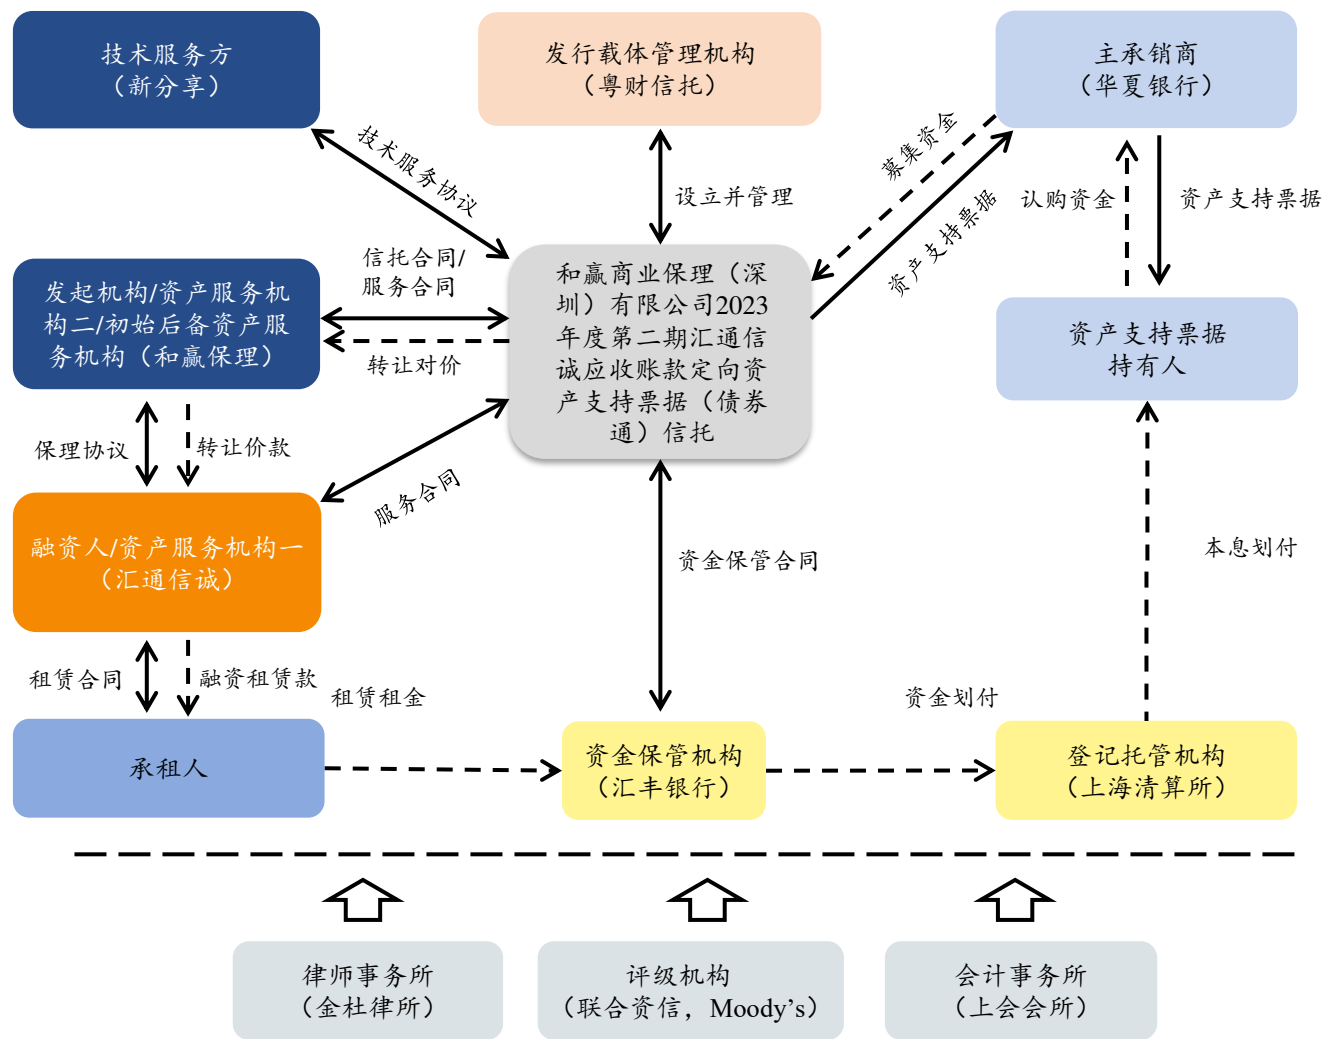 技术服务方
（新分享）
发行载体管理机构
（粤财信托）
主承销商
（华夏银行）
技术服务协议
设立并管理
募集资金
资产支持票据
认购资金
资产支持票据
信托合同/
服务合同
转让对价
发起机构/资产服务机
构二/初始后备资产服
务机构（和赢保理）
和赢商业保理（深
圳）有限公司2023
年度第二期汇通信
诚应收账款定向资
产支持票据（债券
通）信托
资产支持票据
持有人
保理协议
转让价款
服务合同
融资人/资产服务机构一
（汇通信诚）
资金保管合同
本息划付
租赁合同
融资租赁款
租赁租金
资金划付
承租人
资金保管机构
（汇丰银行）
登记托管机构
（上海清算所）
律师事务所
（金杜律所）
评级机构
（联合资信，Moody's）
会计事务所
（上会会所）